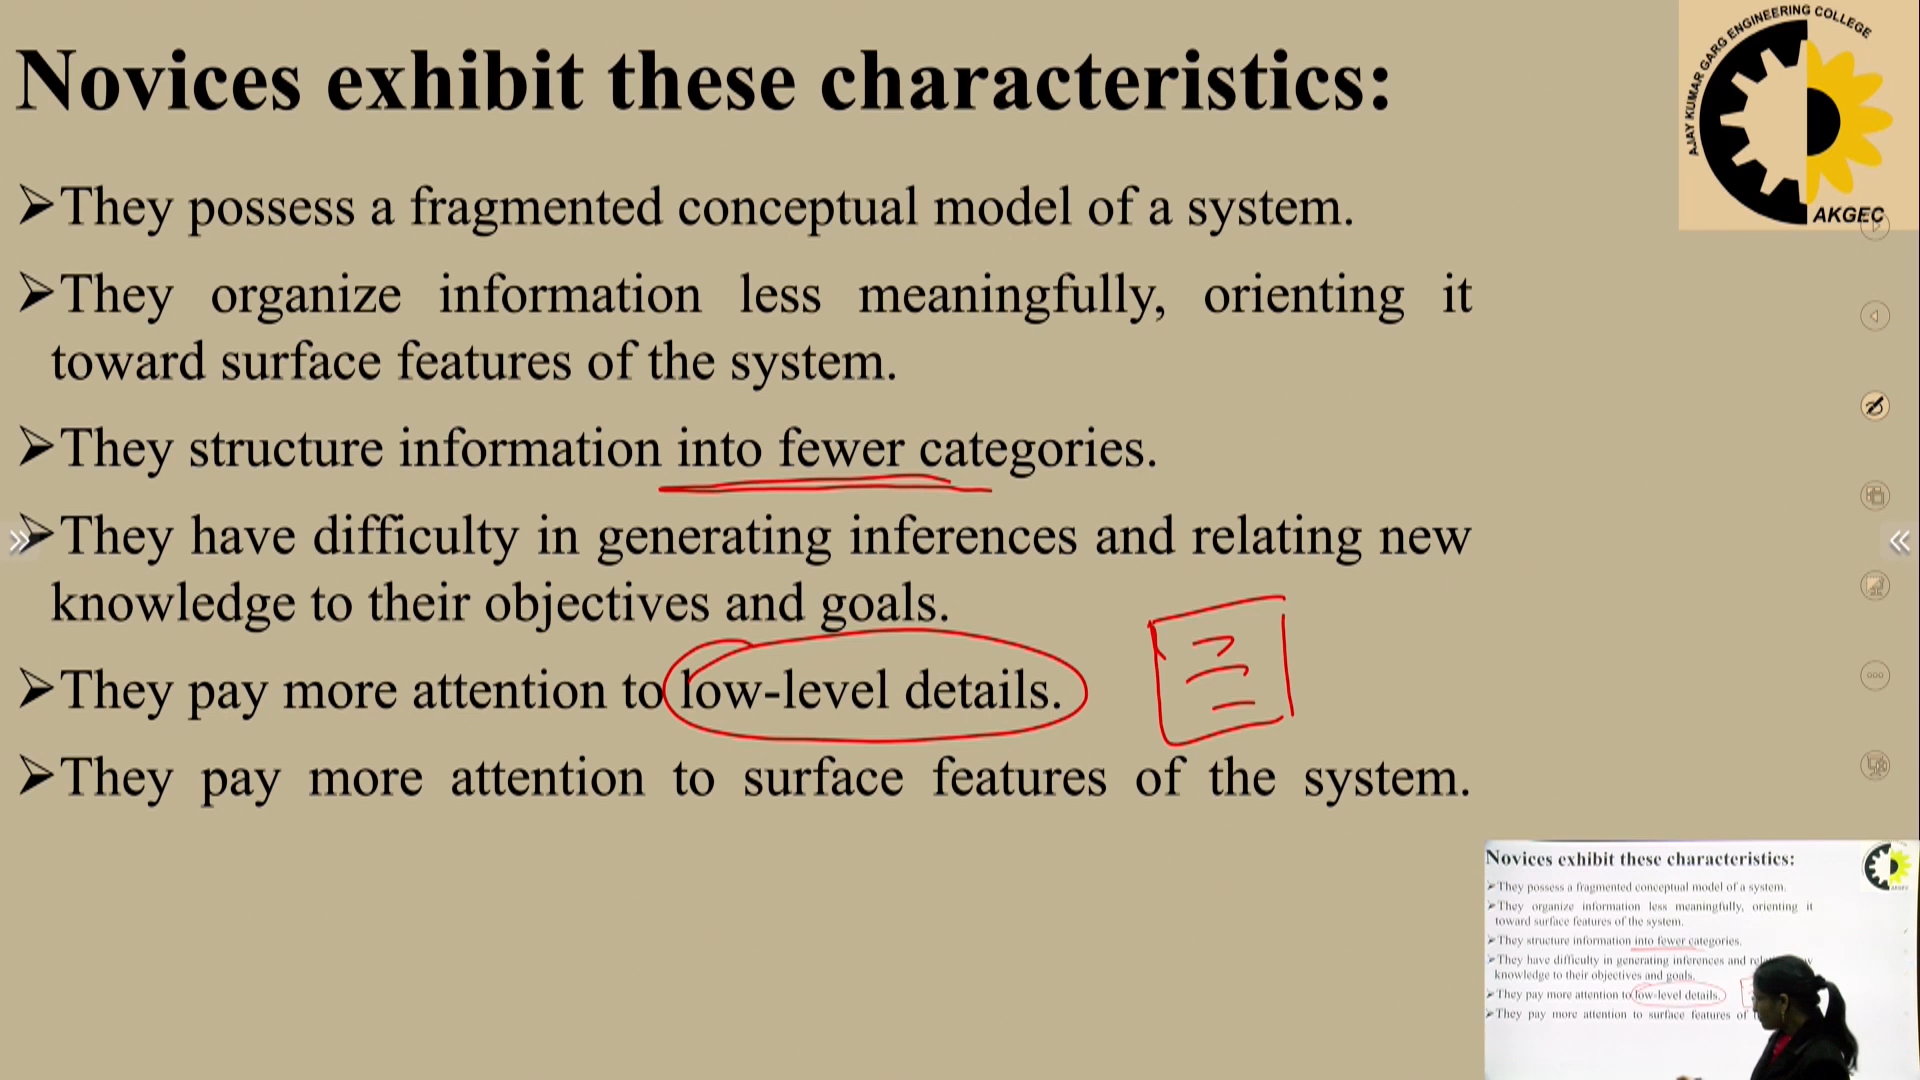 Novices exhibit these characteristics:
AJAY KUMAR GARG ENGINEERING COLLEGE
AKGEC
➢They possess a fragmented conceptual model of a system.
➢They organize information less meaningfully, orienting it
toward surface features of the system.
➢They structure information into fewer categories.
➢They have difficulty in generating inferences and relating new
knowledge to their objectives and goals.
➢They pay more attention to low-level details.
➢They pay more attention to surface features of the system.
Novices exhibit these characteristics:
➢They possess a fragmented conceptual model of a system.
➢They organize information less meaningfully, orienting it
toward surface features of the system.
➢They structure information into fewer categories.
➢They have difficulty in generating inferences and
knowledge to their objectives and goals.
➢They pay more attention to low-level details.
➢They pay more attention to surface features of